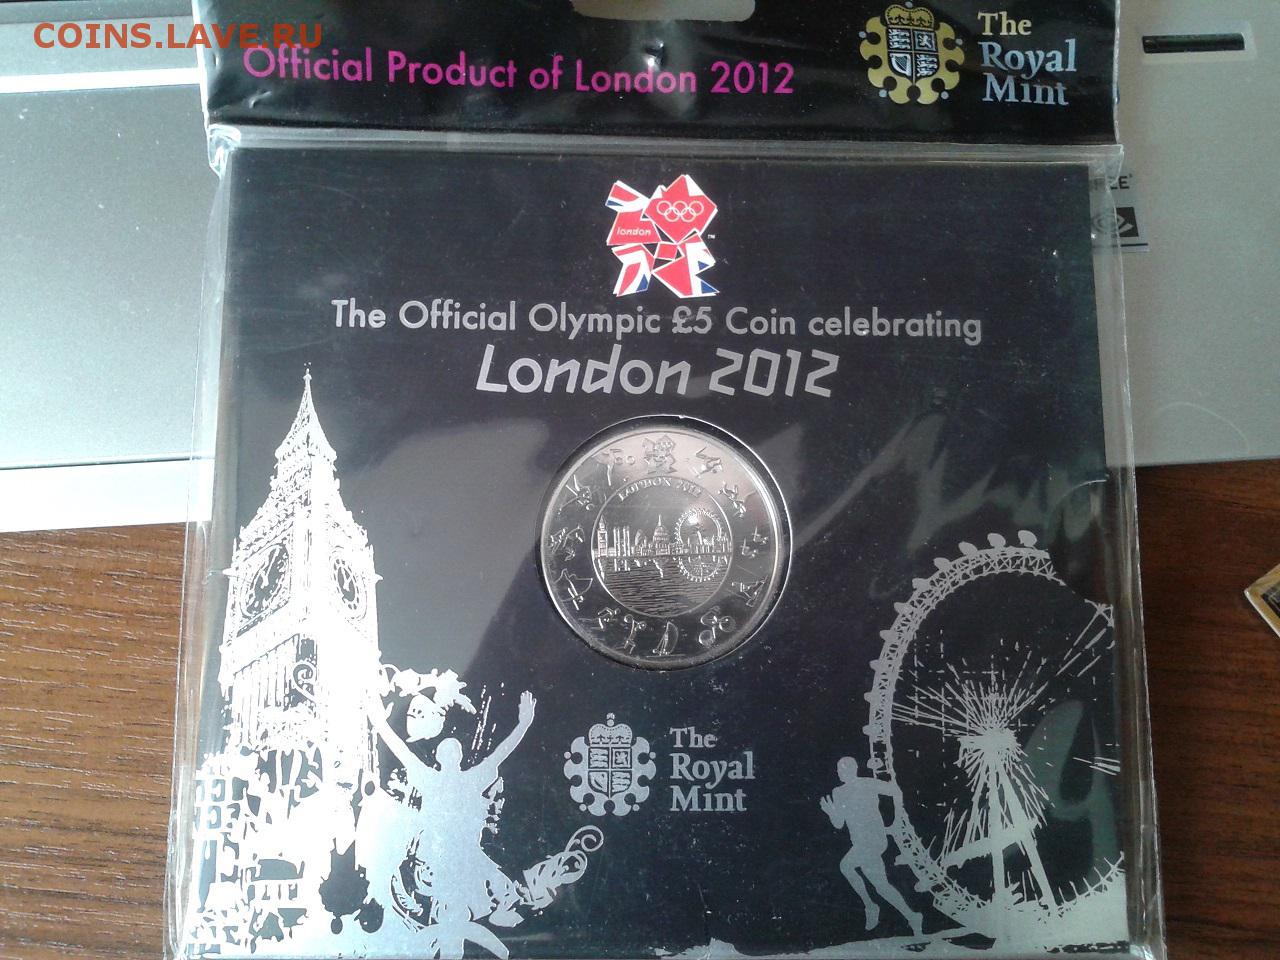 COINS.LAVE.RU
Official Product of London 2012
The
Royal
Mint
london
The Official Olympic £5 Coin celebrating
London 2012
LONDON 2012
The
Royal
Mint